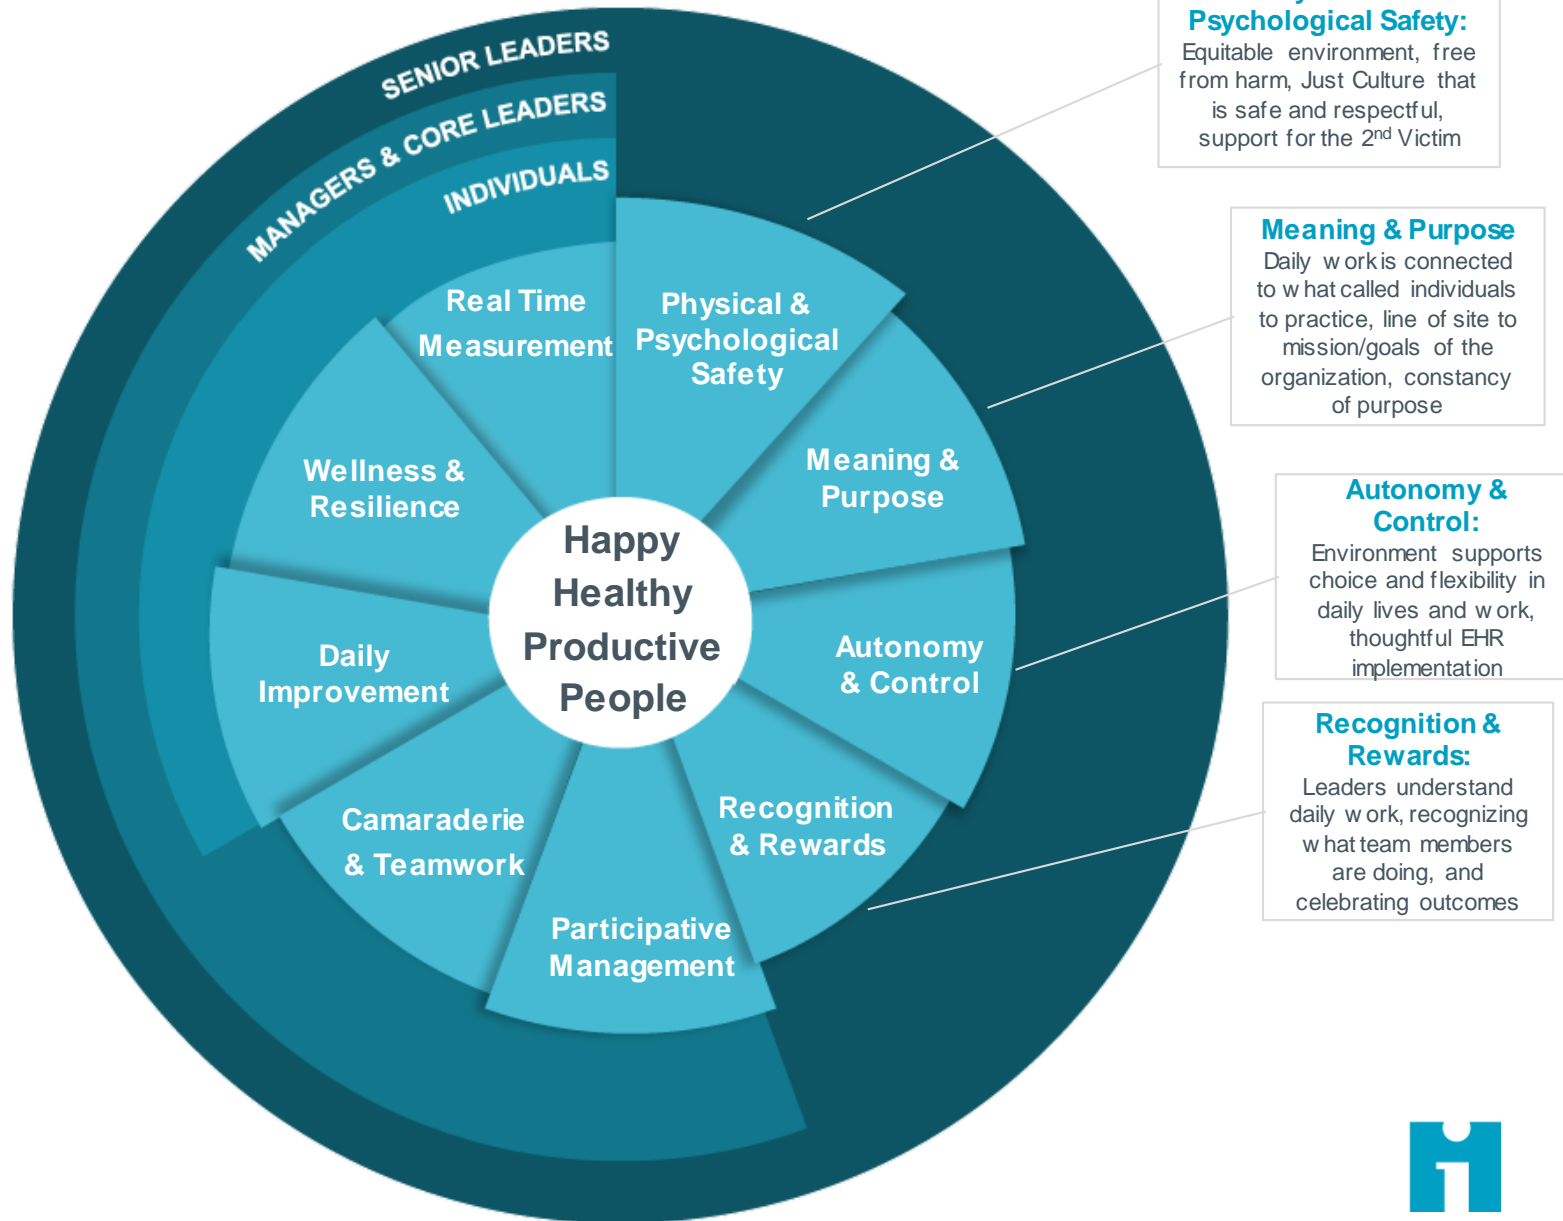 SENIOR LEADERS
MANAGERS & CORE LEADERS
INDIVIDUALS
Real Time
Measurement
Physical &
Psychological
Safety
Meaning &
Purpose
Autonomy
& Control
Recognition
& Rewards
Participative
Management
Camaraderie
& Teamwork
Daily
Improvement
Wellness &
Resilience
Happy
Healthy
Productive
People
Psychological Safety:
Equitable environment, free
from harm, Just Culture that
is safe and respectful,
support for the 2nd Victim
Meaning & Purpose
Daily work is connected
to what called individuals
to practice, line of site to
mission/goals of the
organization, constancy
of purpose
Autonomy &
Control:
Environment supports
choice and flexibility in
daily lives and work,
thoughtful EHR
implementation
Recognition &
Rewards:
Leaders understand
daily work, recognizing
what team members
are doing, and
celebrating outcomes